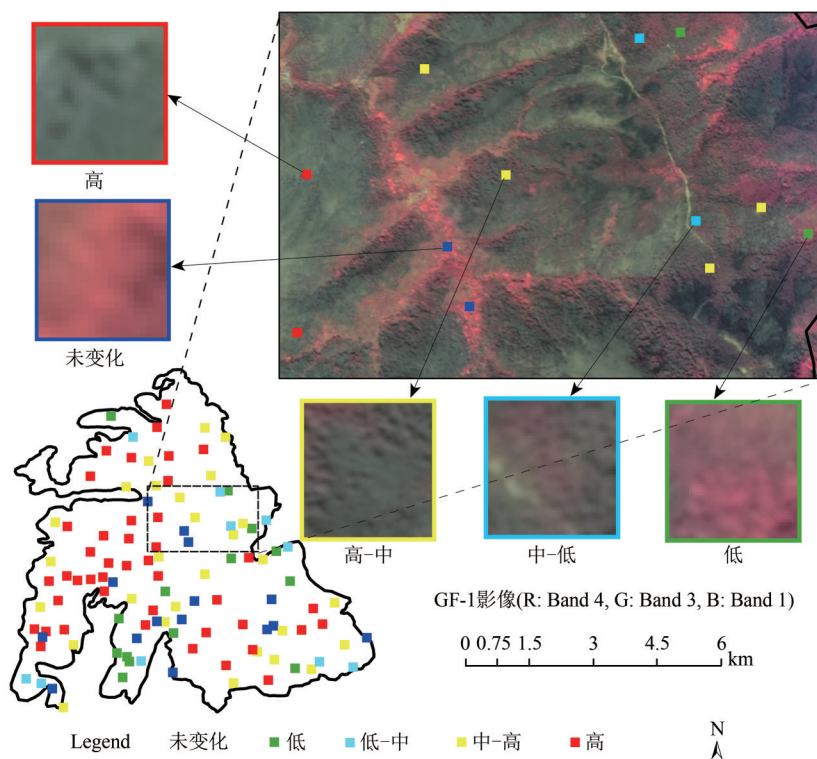 高
未变化
高-中
中-低
低
GF-1影像(R: Band 4, G: Band 3, B: Band 1)
0 0.75 1.5 3 4.5 6
km
N
Legend 未变化 低 低-中 中-高 高